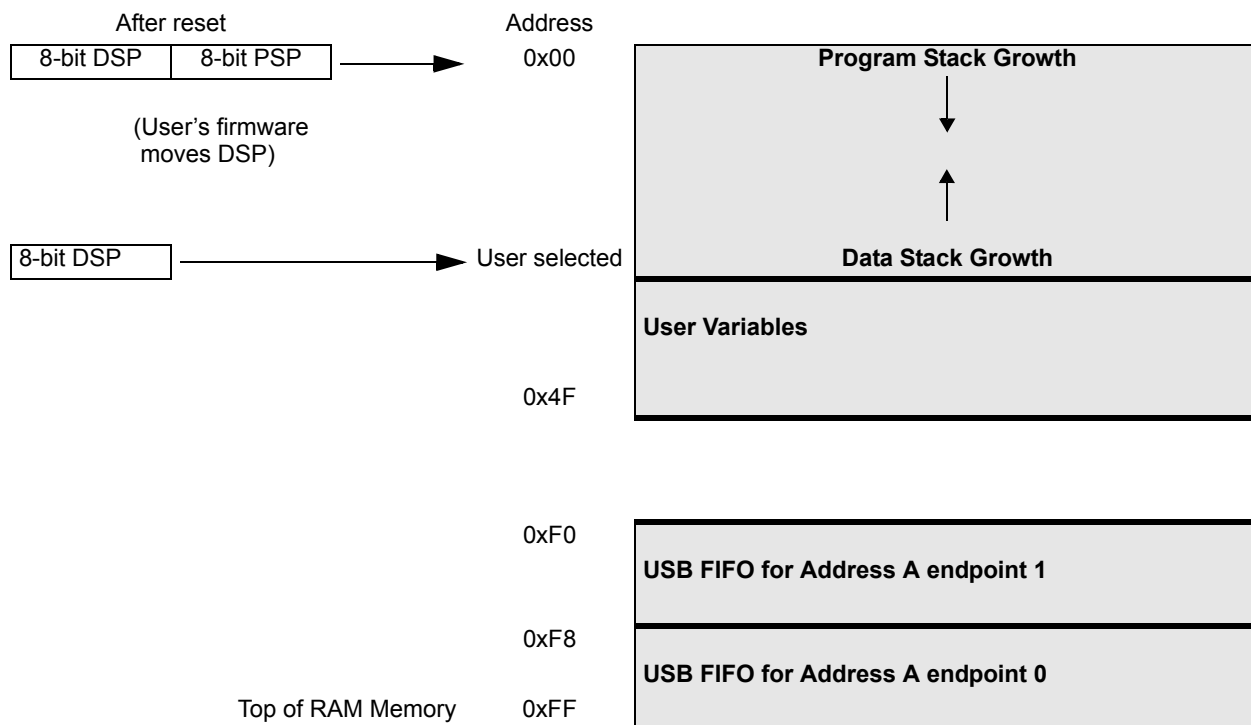 After reset Address
8-bit DSP 8-bit PSP 0x00 Program Stack Growth
(User’s firmware
moves DSP)
8-bit DSP User selected Data Stack Growth
User Variables
0x4F
0xF0
USB FIFO for Address A endpoint 1
0xF8
USB FIFO for Address A endpoint 0
Top of RAM Memory 0xFF